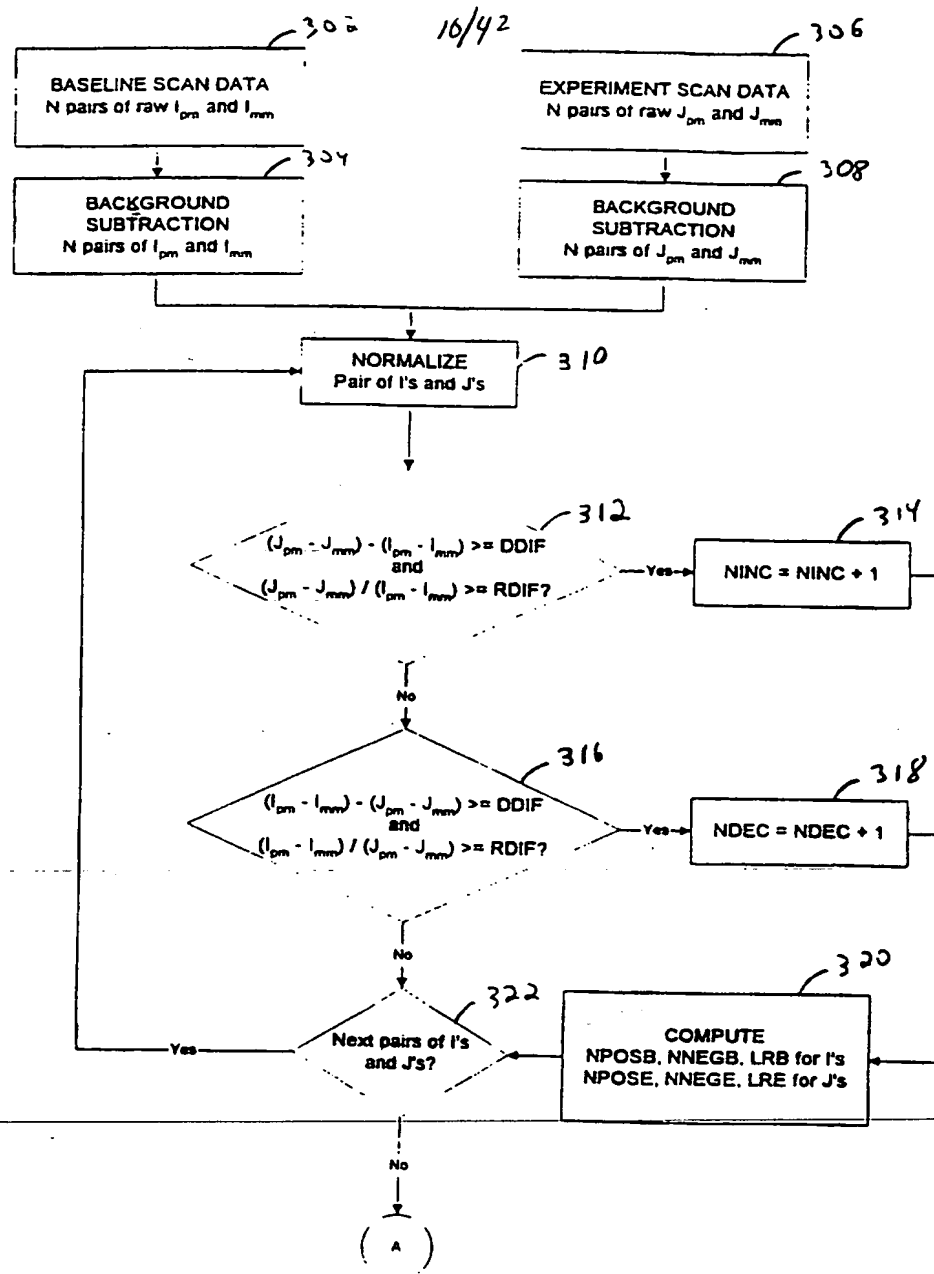 302
10/42
306
BASELINE SCAN DATA
N pairs of raw I_pm and I_mm
EXPERIMENT SCAN DATA
N pairs of raw J_pm and J_mm
304
308
BACKGROUND
SUBTRACTION
N pairs of I_pm and I_mm
BACKGROUND
SUBTRACTION
N pairs of J_pm and J_mm
310
NORMALIZE
Pair of I's and J's
312
(J_pm - J_mm) - (I_pm - I_mm) >= DDIF
and
(J_pm - J_mm) / (I_pm - I_mm) >= RDIF?
Yes
314
NINC = NINC + 1
No
316
(I_pm - I_mm) - (J_pm - J_mm) >= DDIF
and
(I_pm - I_mm) / (J_pm - J_mm) >= RDIF?
Yes
318
NDEC = NDEC + 1
No
322
Next pairs of I's
and J's?
Yes
320
COMPUTE
NPOSB, NNEGB, LRB for I's
NPOSE, NNEGE, LRE for J's
No
A